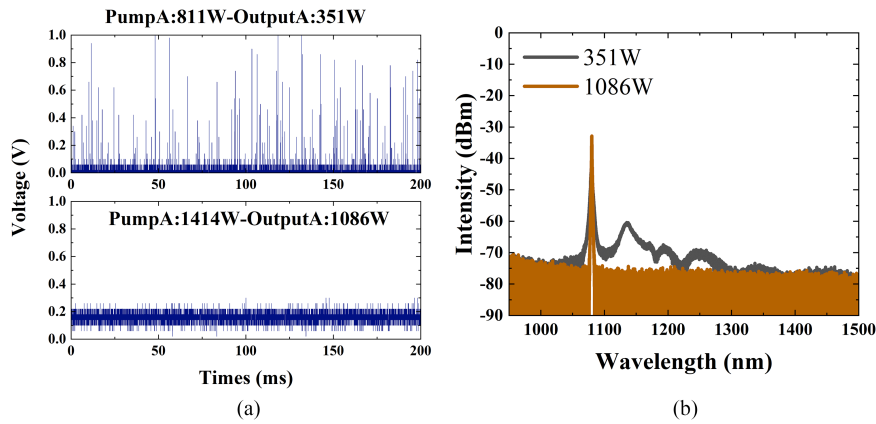 PumpA:811W-OutputA:351W
1.0
0.8
0.6
0.4
0.2
0.0
0 50 100 150 200
PumpA:1414W-OutputA:1086W
1.0
0.8
0.6
0.4
0.2
0.0
0 50 100 150 200
Voltage (V)
Times (ms)
(a)
0
-10
-20
-30
-40
-50
-60
-70
-80
-90
351W
1086W
Intensity (dBm)
1000 1100 1200 1300 1400 1500
Wavelength (nm)
(b)